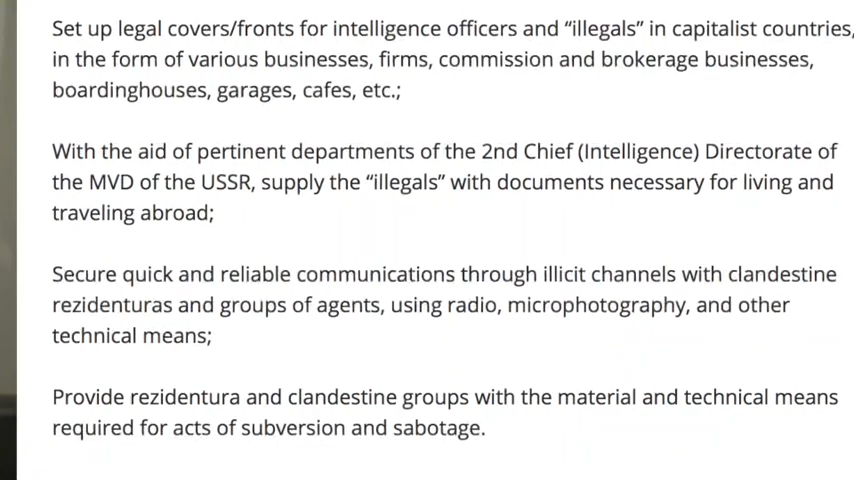 Set up legal covers/fronts for intelligence officers and “illegals” in capitalist countries,
in the form of various businesses, firms, commission and brokerage businesses,
boardinghouses, garages, cafes, etc.;
With the aid of pertinent departments of the 2nd Chief (Intelligence) Directorate of
the MVD of the USSR, supply the “illegals” with documents necessary for living and
traveling abroad;
Secure quick and reliable communications through illicit channels with clandestine
rezidenturas and groups of agents, using radio, microphotography, and other
technical means;
Provide rezidentura and clandestine groups with the material and technical means
required for acts of subversion and sabotage.